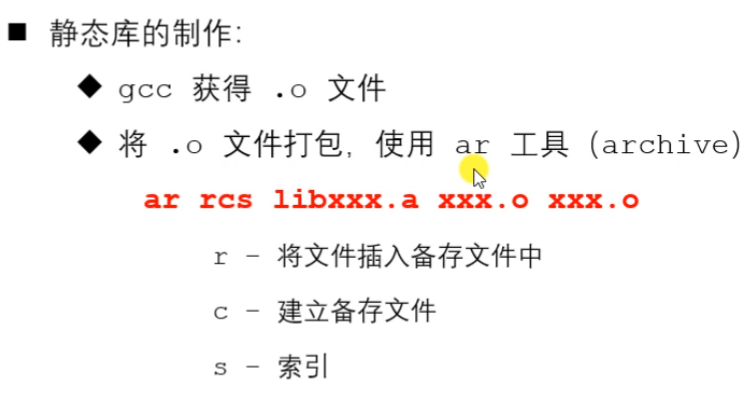 静态库的制作：
gcc 获得 .o 文件
将 .o 文件打包，使用 ar 工具（archive）
ar rcs libxxx.a xxx.o xxx.o
r - 将文件插入备存文件中
c - 建立备存文件
s - 索引